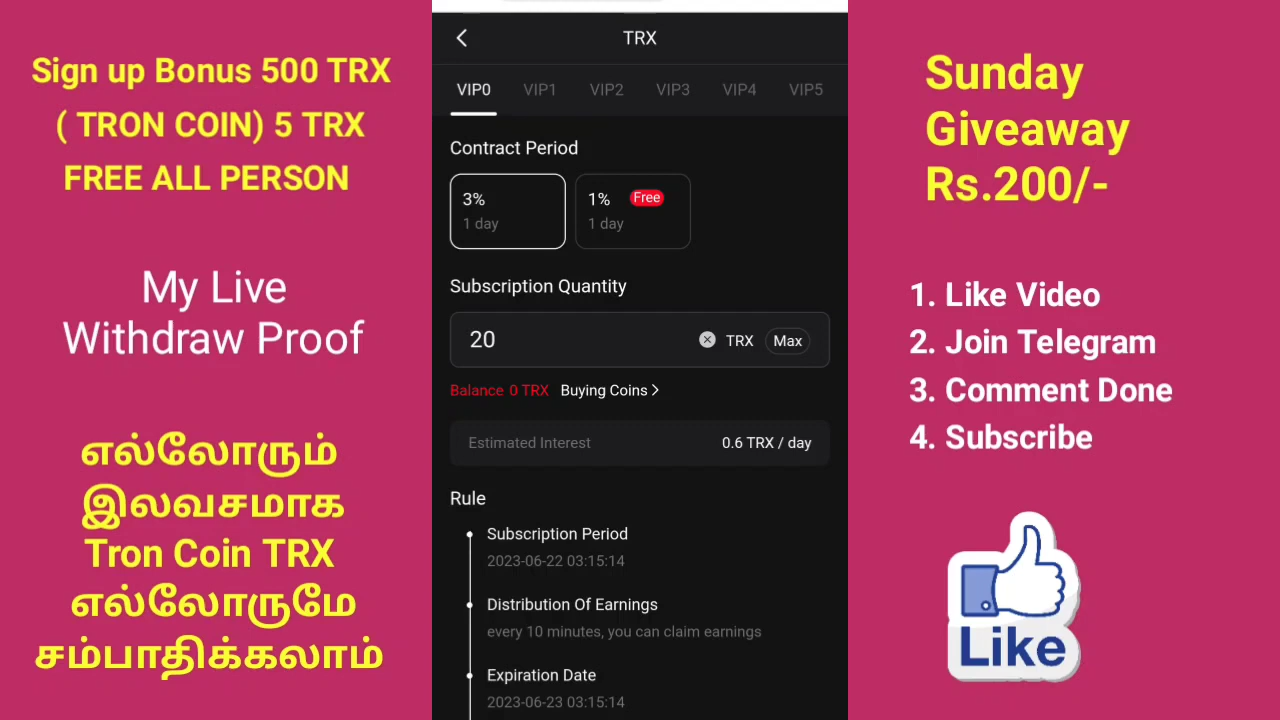 Sign up Bonus 500 TRX
( TRON COIN) 5 TRX
FREE ALL PERSON
My Live
Withdraw Proof
எல்லோரும்
இலவசமாக
Tron Coin TRX
எல்லோருமே
சம்பாதிக்கலாம்
TRX
VIP0 VIP1 VIP2 VIP3 VIP4 VIP5
Contract Period
3% 1% Free
1 day 1 day
Subscription Quantity
20 TRX Max
Balance 0 TRX Buying Coins >
Estimated Interest 0.6 TRX / day
Rule
Subscription Period
2023-06-22 03:15:14
Distribution Of Earnings
every 10 minutes, you can claim earnings
Expiration Date
2023-06-23 03:15:14
Sunday
Giveaway
Rs.200/-
1. Like Video
2. Join Telegram
3. Comment Done
4. Subscribe
Like